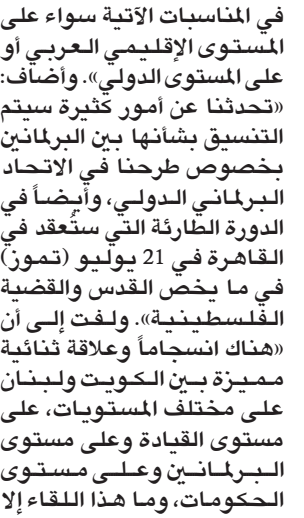 في المناسبات الآتية سواء على
المستوى الإقليمي العربي أو
على المستوى الدولي». وأضاف:
«تحدثنا عن أمور كثيرة سيتم
التنسيق بشأنها بين البرلمانين
بخصوص طرحنا في الاتحاد
البرلماني الدولي، وأيضاً في
الدورة الطارئة التي ستُعقد في
القاهرة في 21 يوليو (تموز)
في ما يخص القدس والقضية
الفلسطينية». ولفت إلى أن
«هناك انسجاماً وعلاقة ثنائية
مميزة بين الكويت ولبنان
على مختلف المستويات، على
مستوى القيادة وعلى مستوى
البرلمانين وعلى مستوى
الحكومات، وما هذا اللقاء إلا